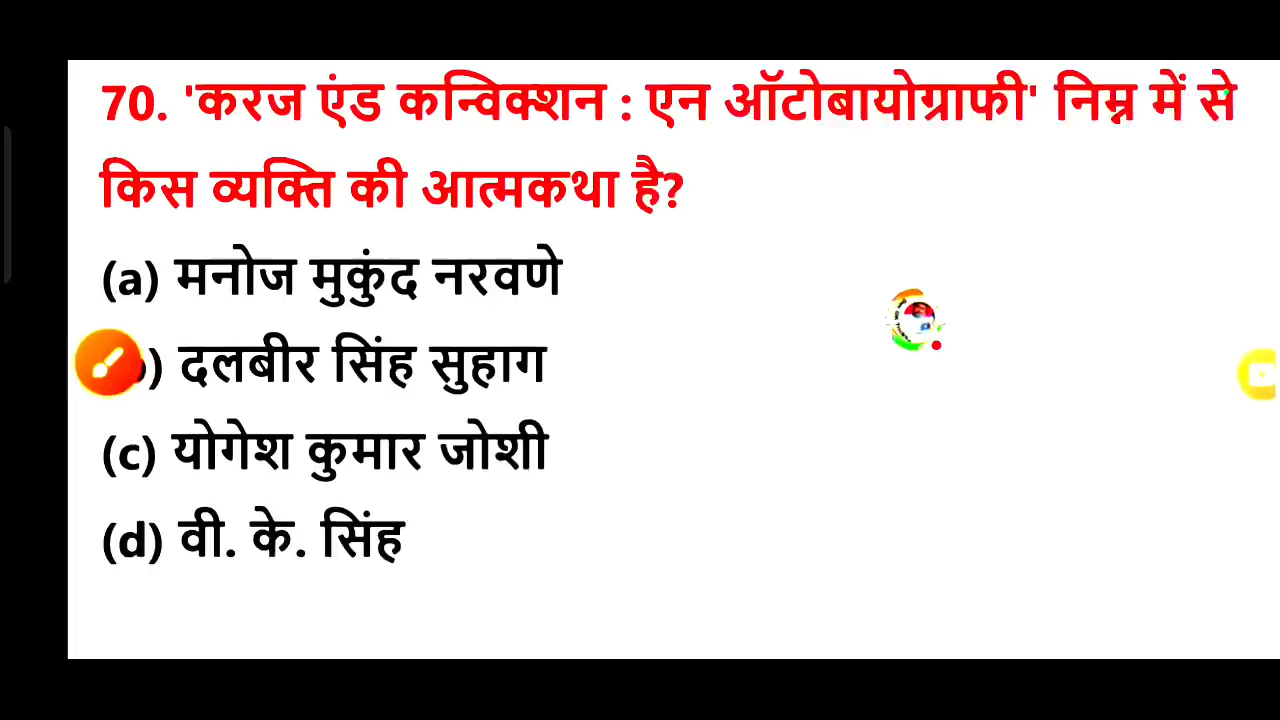 70. 'करज एंड कन्विक्शन : एन ऑटोबायोग्राफी' निम्न में से
किस व्यक्ति की आत्मकथा है?
(a) मनोज मुकुंद नरवणे
) दलबीर सिंह सुहाग
(c) योगेश कुमार जोशी
(d) वी. के. सिंह